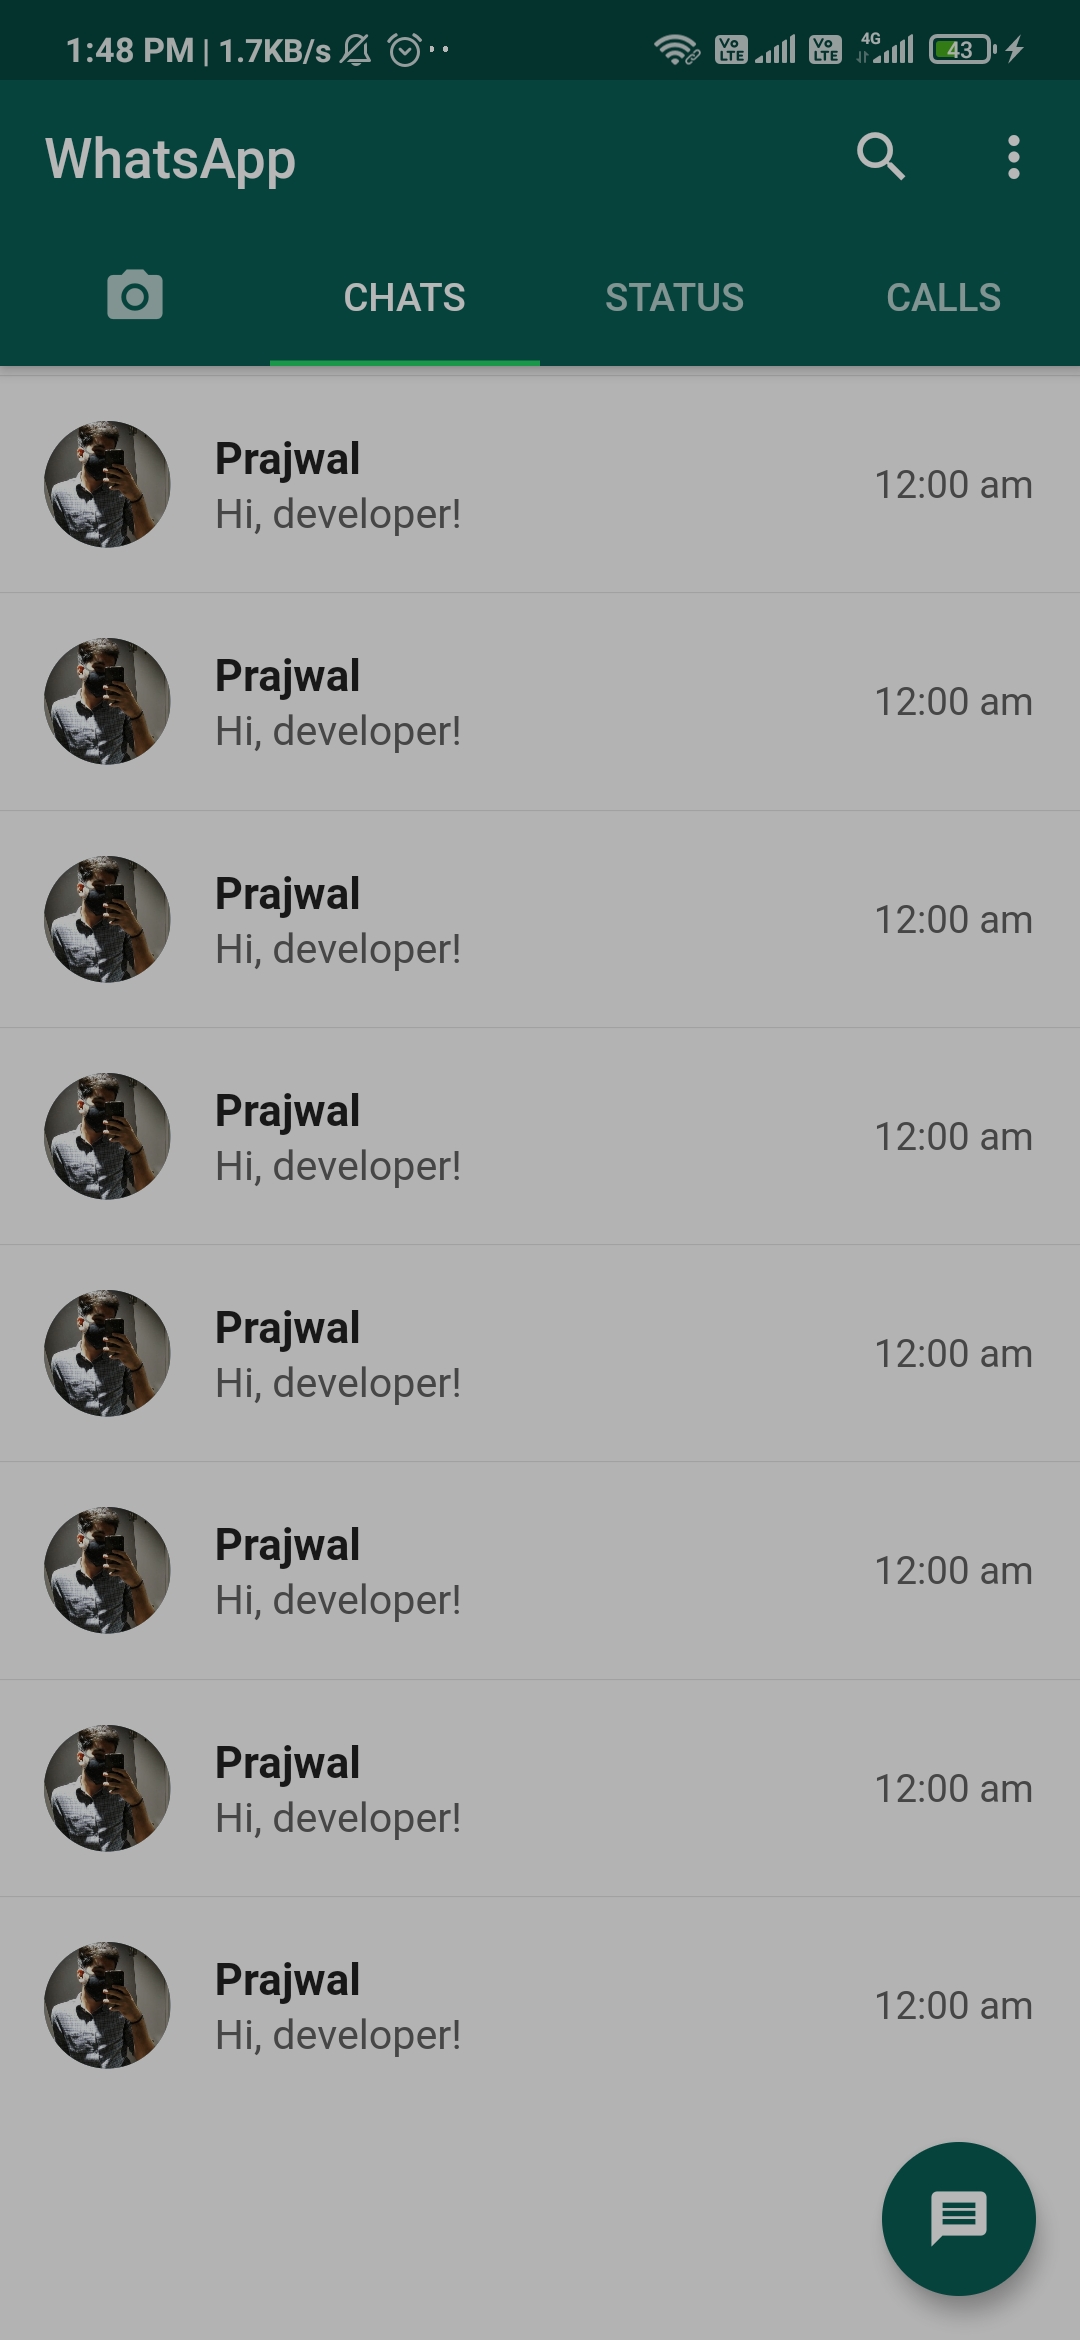 1:48 PM | 1.7KB/s
Vo LTE Vo LTE 4G 43
WhatsApp
CHATS STATUS CALLS
Prajwal
Hi, developer!
12:00 am
Prajwal
Hi, developer!
12:00 am
Prajwal
Hi, developer!
12:00 am
Prajwal
Hi, developer!
12:00 am
Prajwal
Hi, developer!
12:00 am
Prajwal
Hi, developer!
12:00 am
Prajwal
Hi, developer!
12:00 am
Prajwal
Hi, developer!
12:00 am